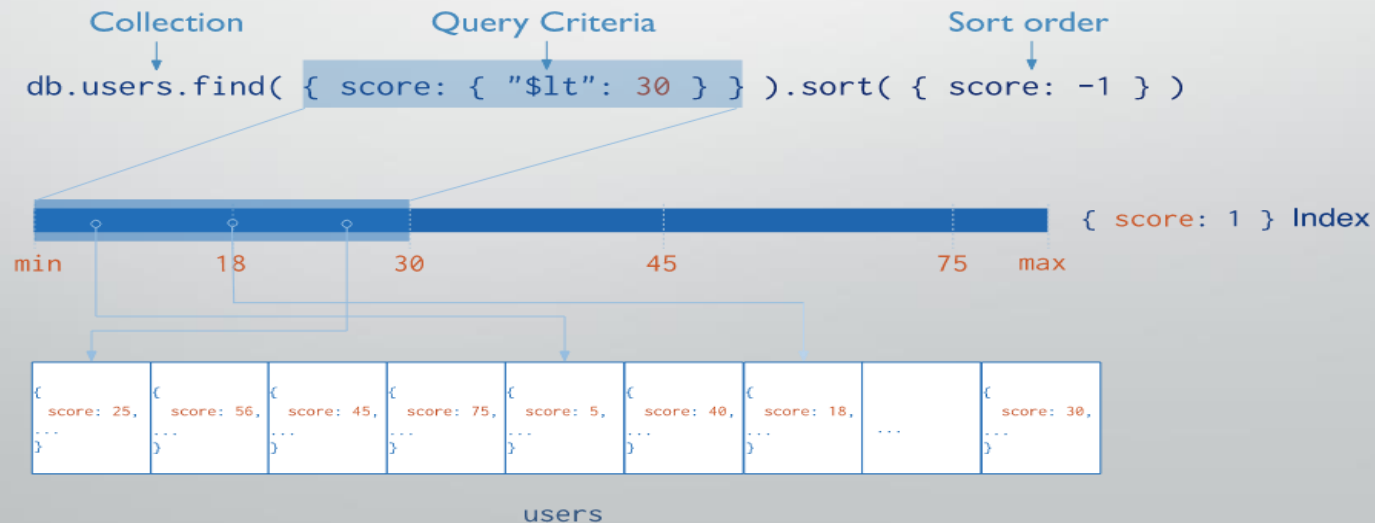 Collection Query Criteria Sort order
db.users.find( { score: { "$lt": 30 } } ).sort( { score: -1 } )
{ score: 1 } Index
min 18 30 45 75 max
{ { { { { { { {
score: 25, score: 56, score: 45, score: 75, score: 5, score: 40, score: 18, score: 30,
... ... ... ... ... ... ... ... ...
} } } } } } } }
users